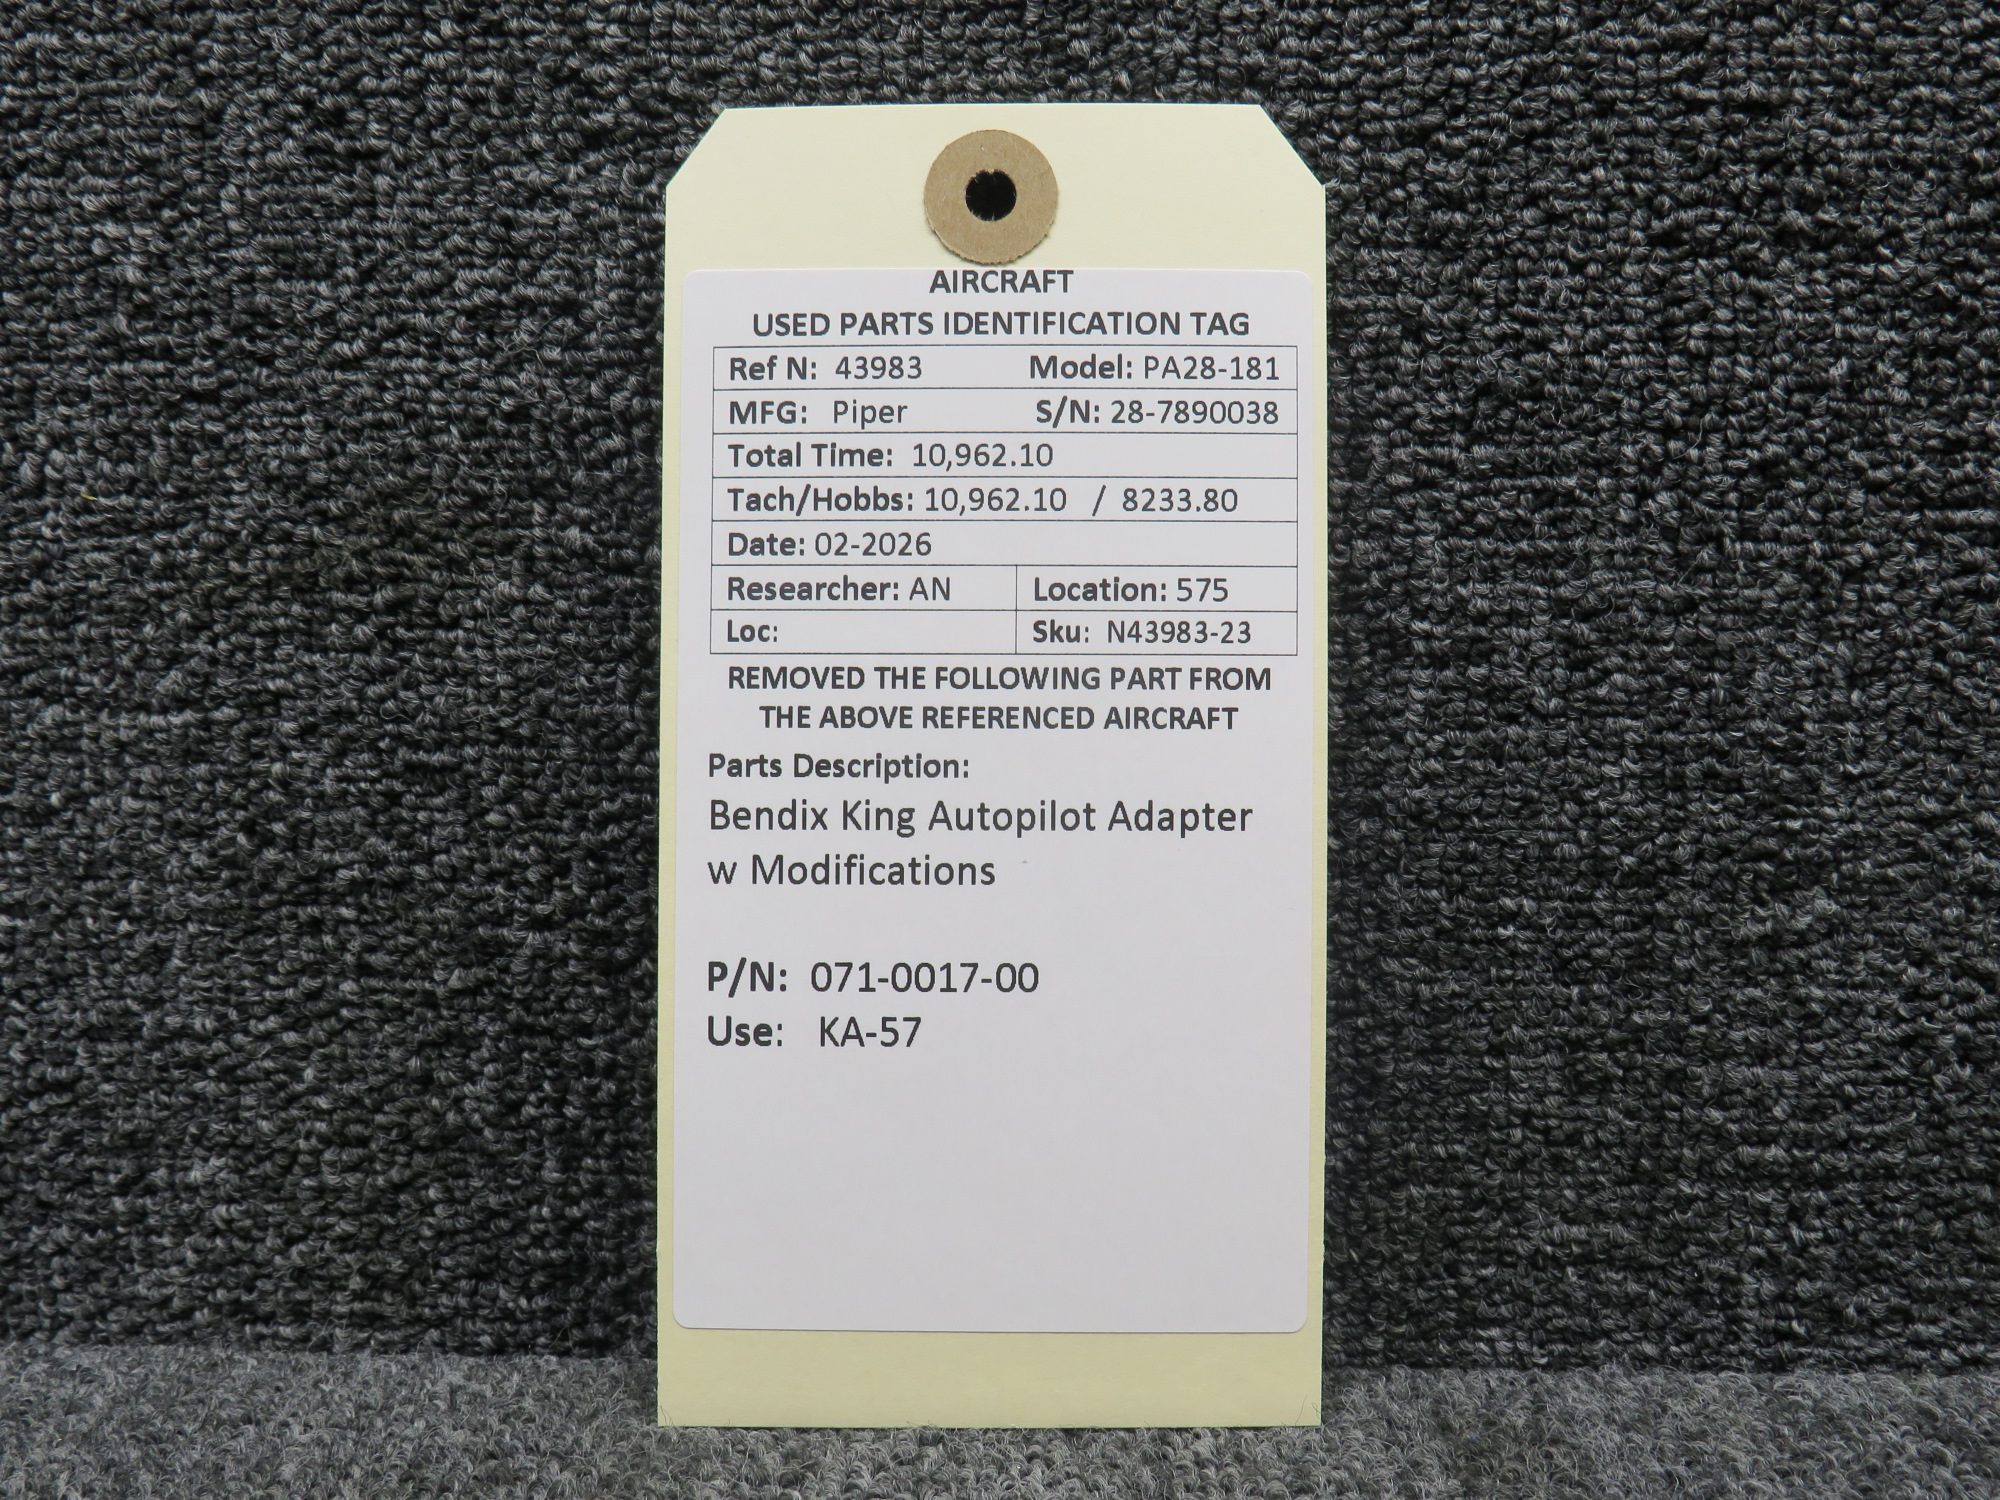 AIRCRAFT
USED PARTS IDENTIFICATION TAG
Ref N: 43983 Model: PA28-181
MFG: Piper S/N: 28-7890038
Total Time: 10,962.10
Tach/Hobbs: 10,962.10 / 8233.80
Date: 02-2026
Researcher: AN Location: 575
Loc: Sku: N43983-23
REMOVED THE FOLLOWING PART FROM
THE ABOVE REFERENCED AIRCRAFT
Parts Description:
Bendix King Autopilot Adapter
w Modifications
P/N: 071-0017-00
Use: KA-57